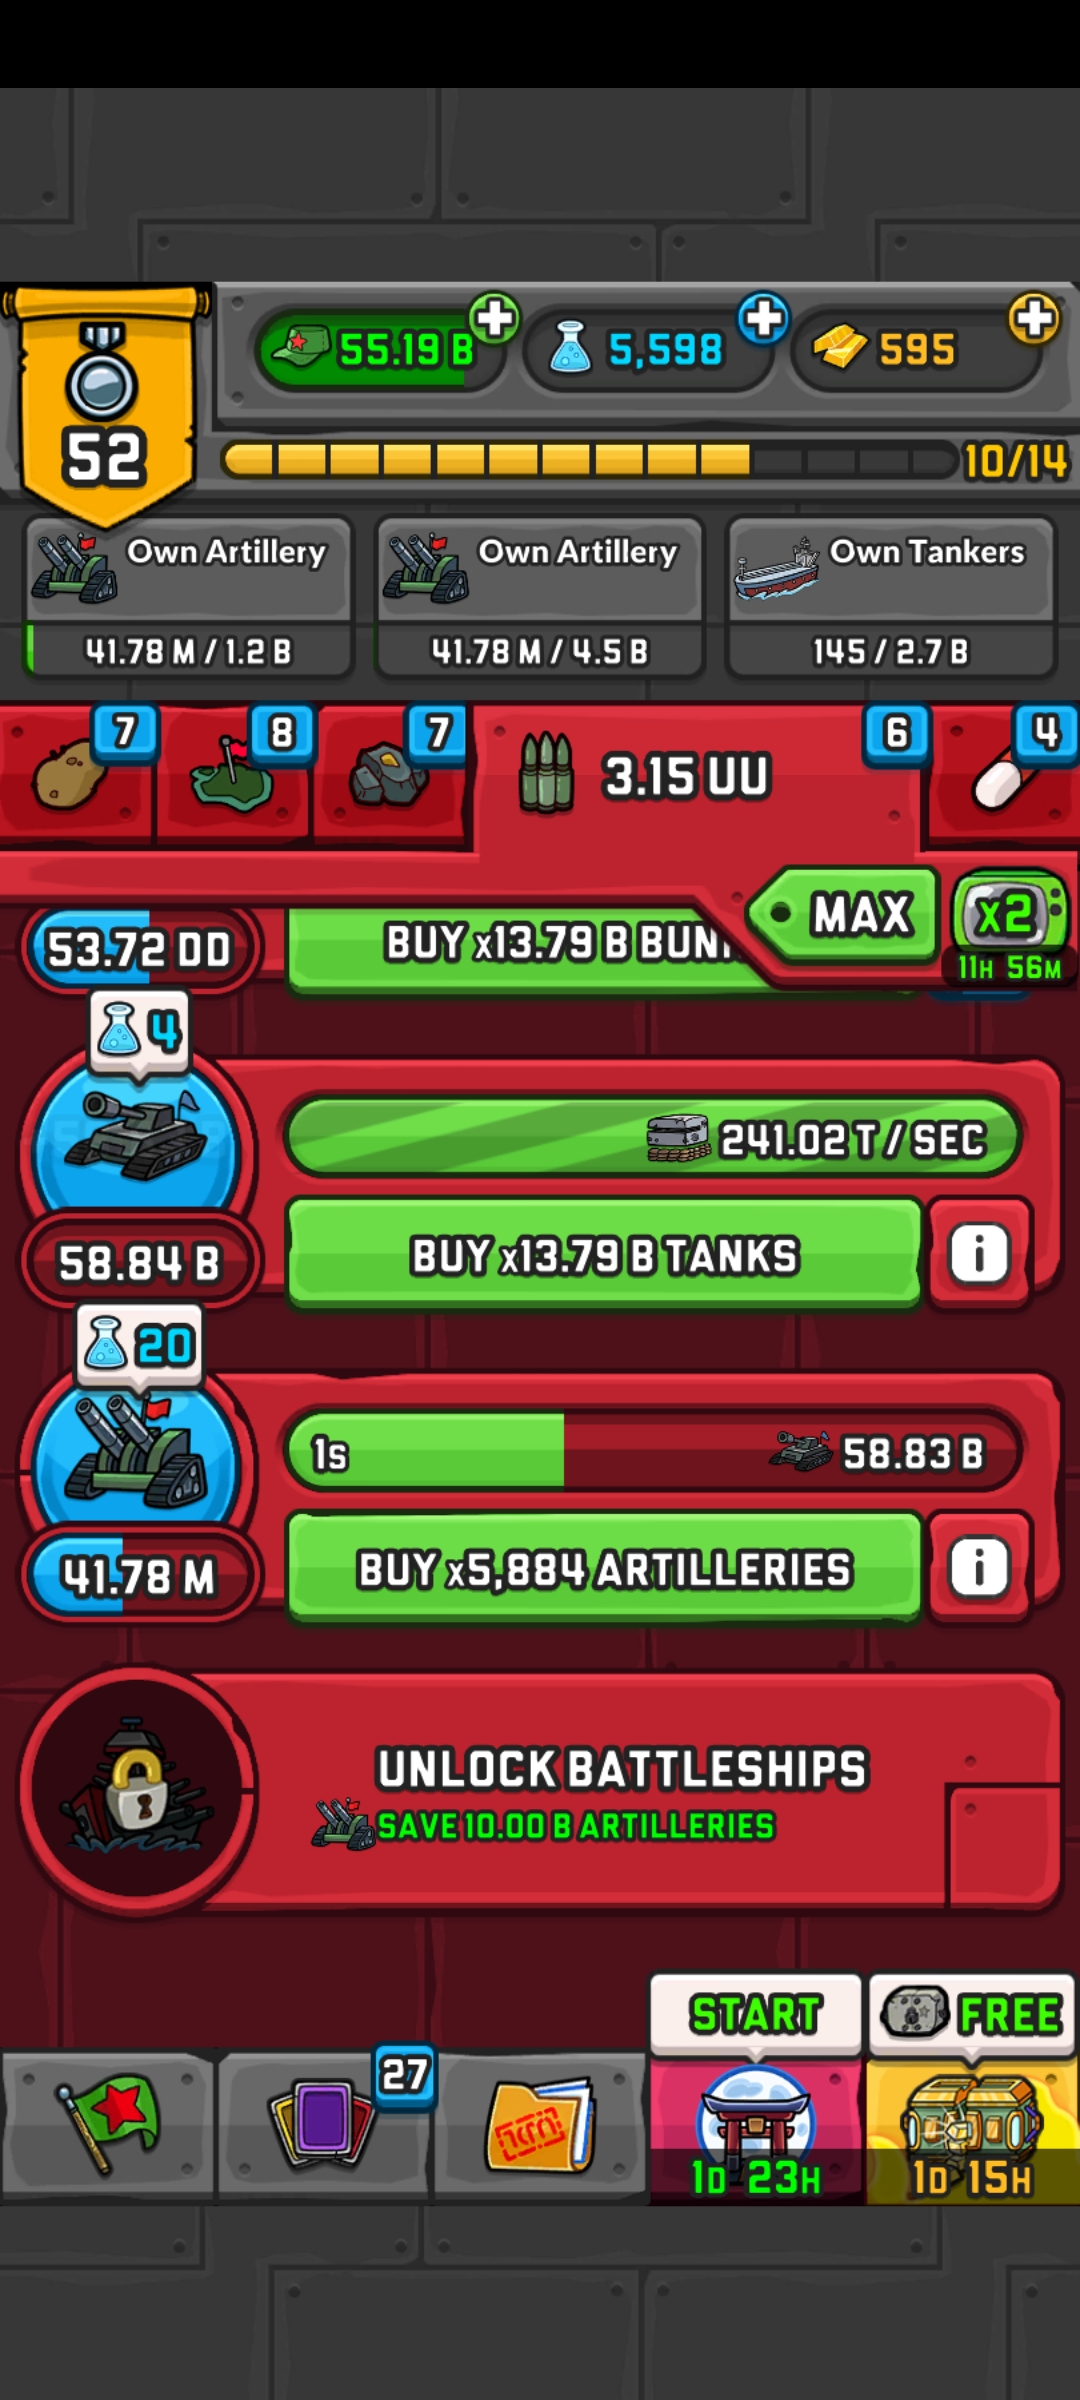 55.19 B
5,598
595
52
10/14
Own Artillery
41.78 M / 1.2 B
Own Artillery
41.78 M / 4.5 B
Own Tankers
145 / 2.7 B
7
8
7
3.15 UU
6
4
MAX
x2
11H 56M
53.72 DD
BUY x13.79 B
4
241.02 T / SEC
58.84 B
BUY x13.79 B TANKS
i
20
1s
58.83 B
41.78 M
BUY x5,884 ARTILLERIES
i
UNLOCK BATTLESHIPS
SAVE 10.00 B ARTILLERIES
START
FREE
27
1D 23H
1D 15H